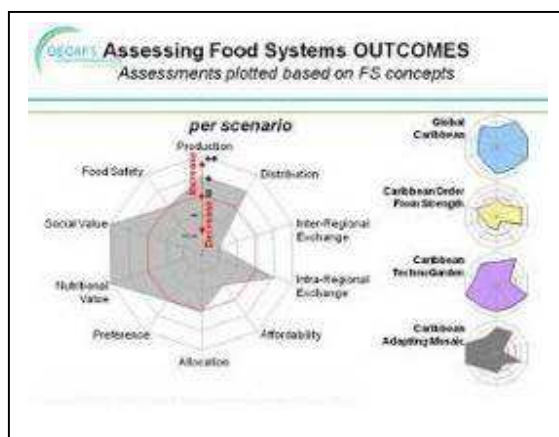 GECAFS Assessing Food Systems OUTCOMES
Assessments plotted based on FS concepts
per scenario
Production
Food Safety
Distribution
Social Value
Inter-Regional
Exchange
Nutritional
Value
Intra-Regional
Exchange
Preference
Affordability
Allocation
Increase
Decrease
++
+
0
-
Global
Caribbean
Caribbean Order
From Strength
Caribbean
TechnoGarden
Caribbean
Adapting Mosaic